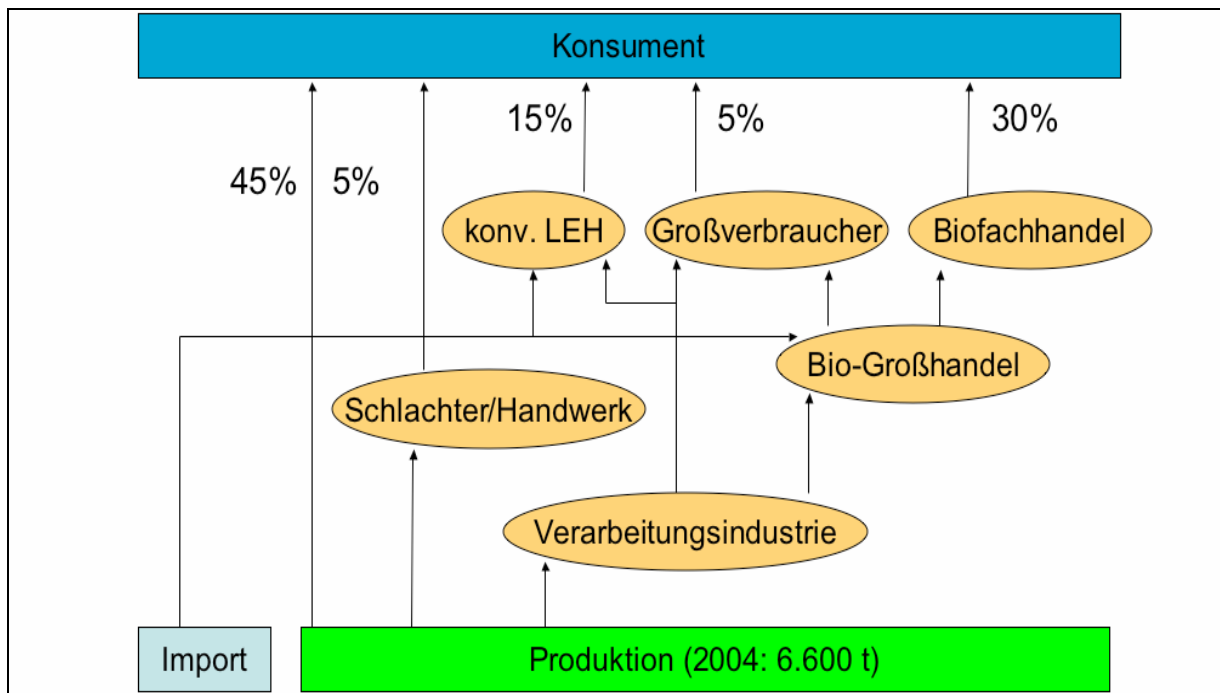 Konsument
15%
5%
30%
45%
5%
konv. LEH
Großverbraucher
Biofachhandel
Bio-Großhandel
Schlachter/Handwerk
Verarbeitungsindustrie
Import
Produktion (2004: 6.600 t)